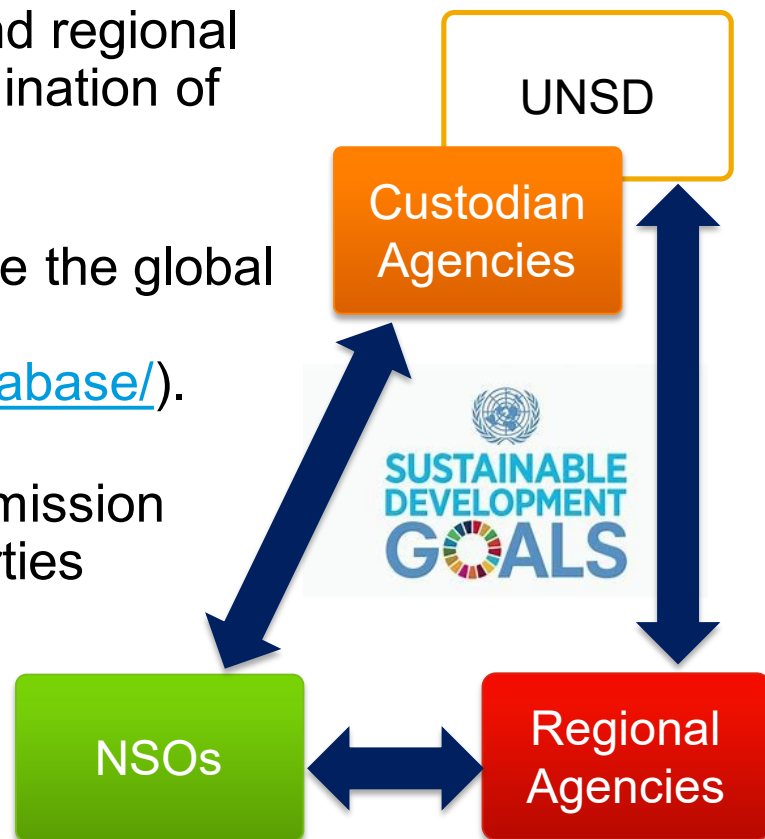 nd regional
ination of
e the global
abase/).
mission
rties
UNSD
Custodian
Agencies
SUSTAINABLE
DEVELOPMENT
GOALS
NSOs
Regional
Agencies